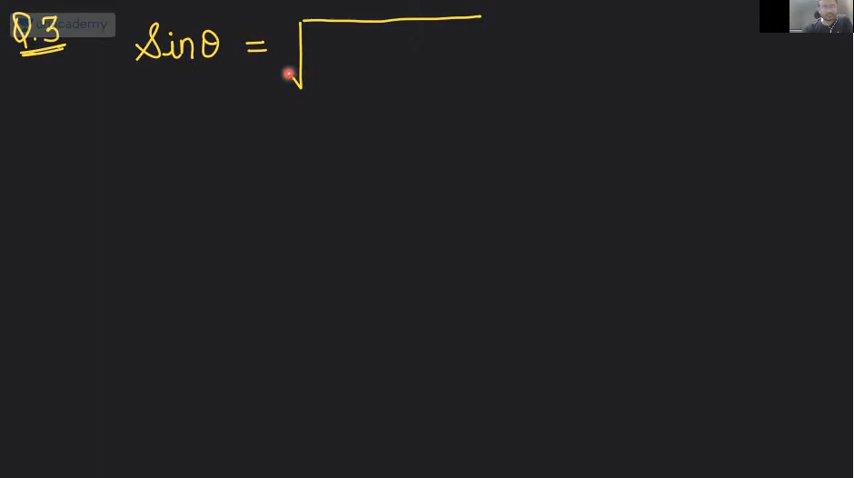 Q.3 Sinθ = √